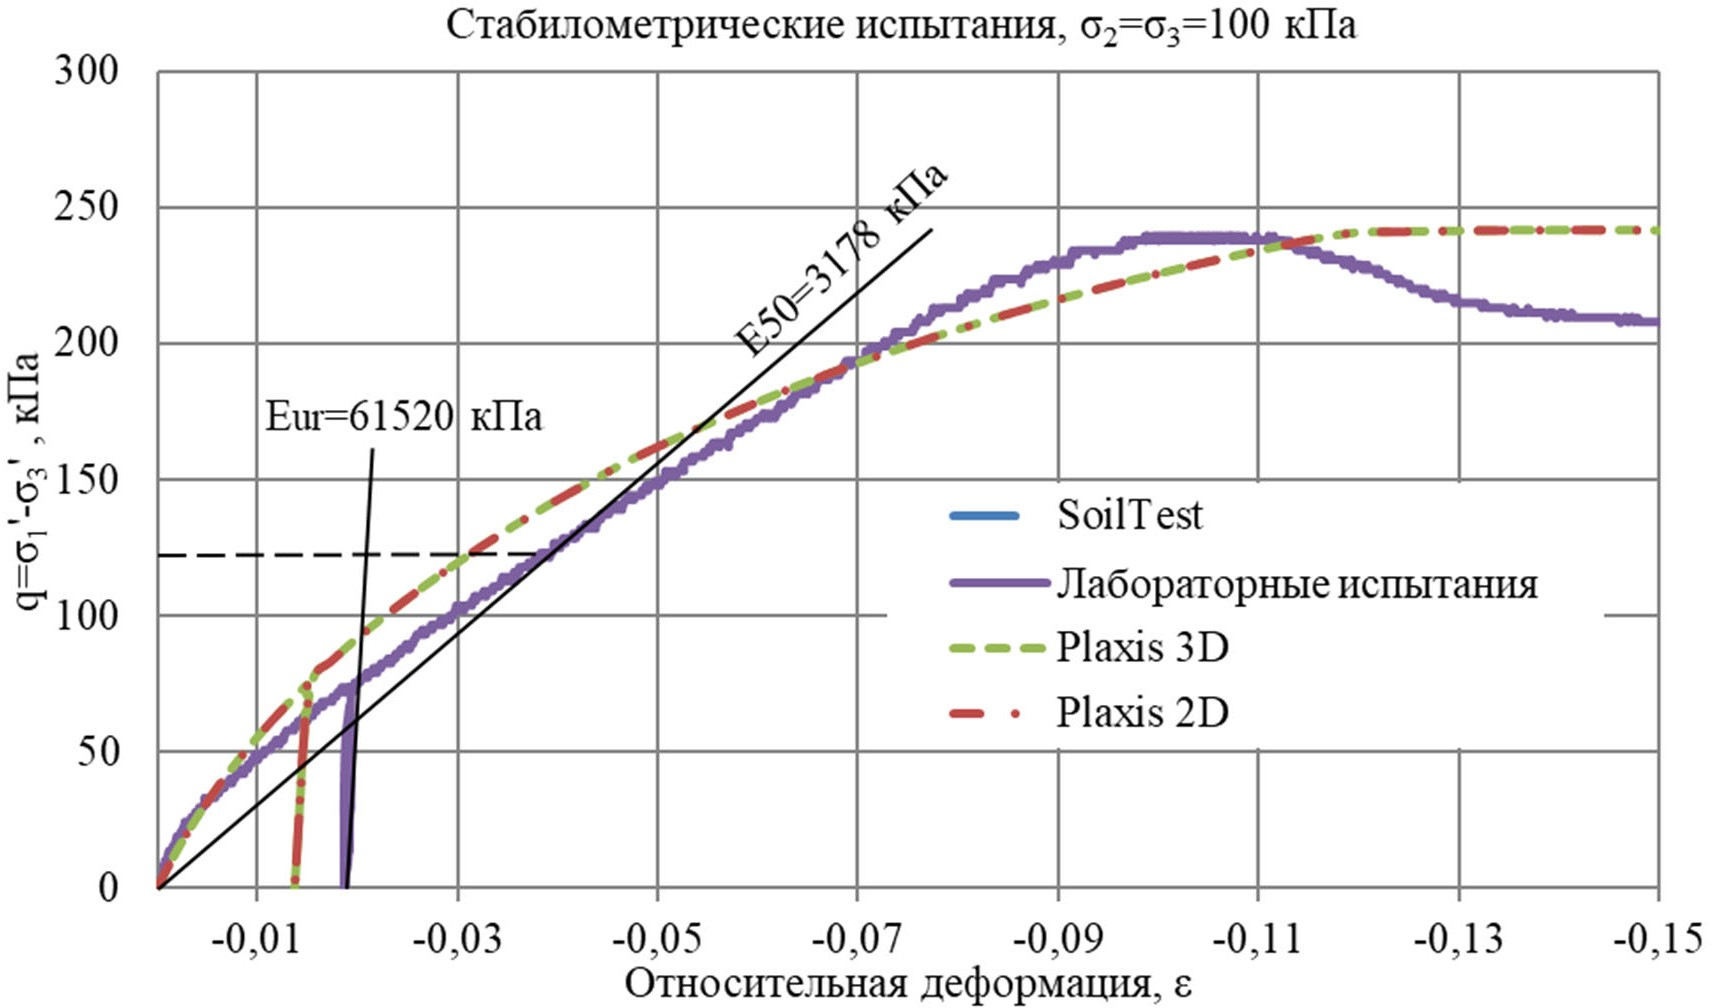 Стабилометрические испытания, σ₂=σ₃=100 кПа
300
250
200
150
100
50
0
q=σ₁'-σ₃' , кПа
E50=3178 кПа
Eur=61520 кПа
SoilTest
Лабораторные испытания
Plaxis 3D
Plaxis 2D
-0,01 -0,03 -0,05 -0,07 -0,09 -0,11 -0,13 -0,15
Относительная деформация, ε